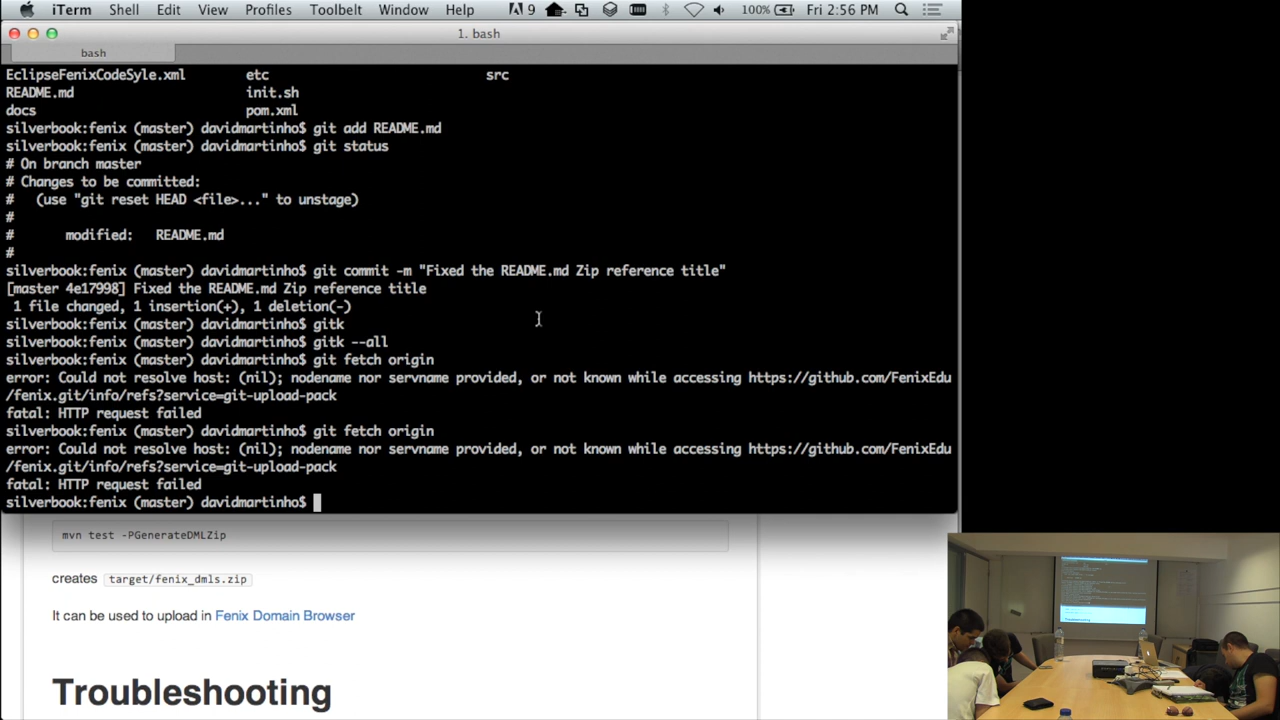 iTerm Shell Edit View Profiles Toolbelt Window Help 9 100% Fri 2:56 PM
1. bash
bash
EclipseFenixCodeSyle.xml etc src
README.md init.sh
docs pom.xml
silverbook:fenix (master) davidmartinho$ git add README.md
silverbook:fenix (master) davidmartinho$ git status
# On branch master
# Changes to be committed:
#   (use "git reset HEAD <file>..." to unstage)
#
#       modified:   README.md
#
silverbook:fenix (master) davidmartinho$ git commit -m "Fixed the README.md Zip reference title"
[master 4e17998] Fixed the README.md Zip reference title
 1 file changed, 1 insertion(+), 1 deletion(-)
silverbook:fenix (master) davidmartinho$ gitk
silverbook:fenix (master) davidmartinho$ gitk --all
silverbook:fenix (master) davidmartinho$ git fetch origin
error: Could not resolve host: (nil); nodename nor servname provided, or not known while accessing https://github.com/FenixEdu
/fenix.git/info/refs?service=git-upload-pack
fatal: HTTP request failed
silverbook:fenix (master) davidmartinho$ git fetch origin
error: Could not resolve host: (nil); nodename nor servname provided, or not known while accessing https://github.com/FenixEdu
/fenix.git/info/refs?service=git-upload-pack
fatal: HTTP request failed
silverbook:fenix (master) davidmartinho$
mvn test -PGenerateDMLZip
creates target/fenix_dmls.zip
It can be used to upload in Fenix Domain Browser
Troubleshooting